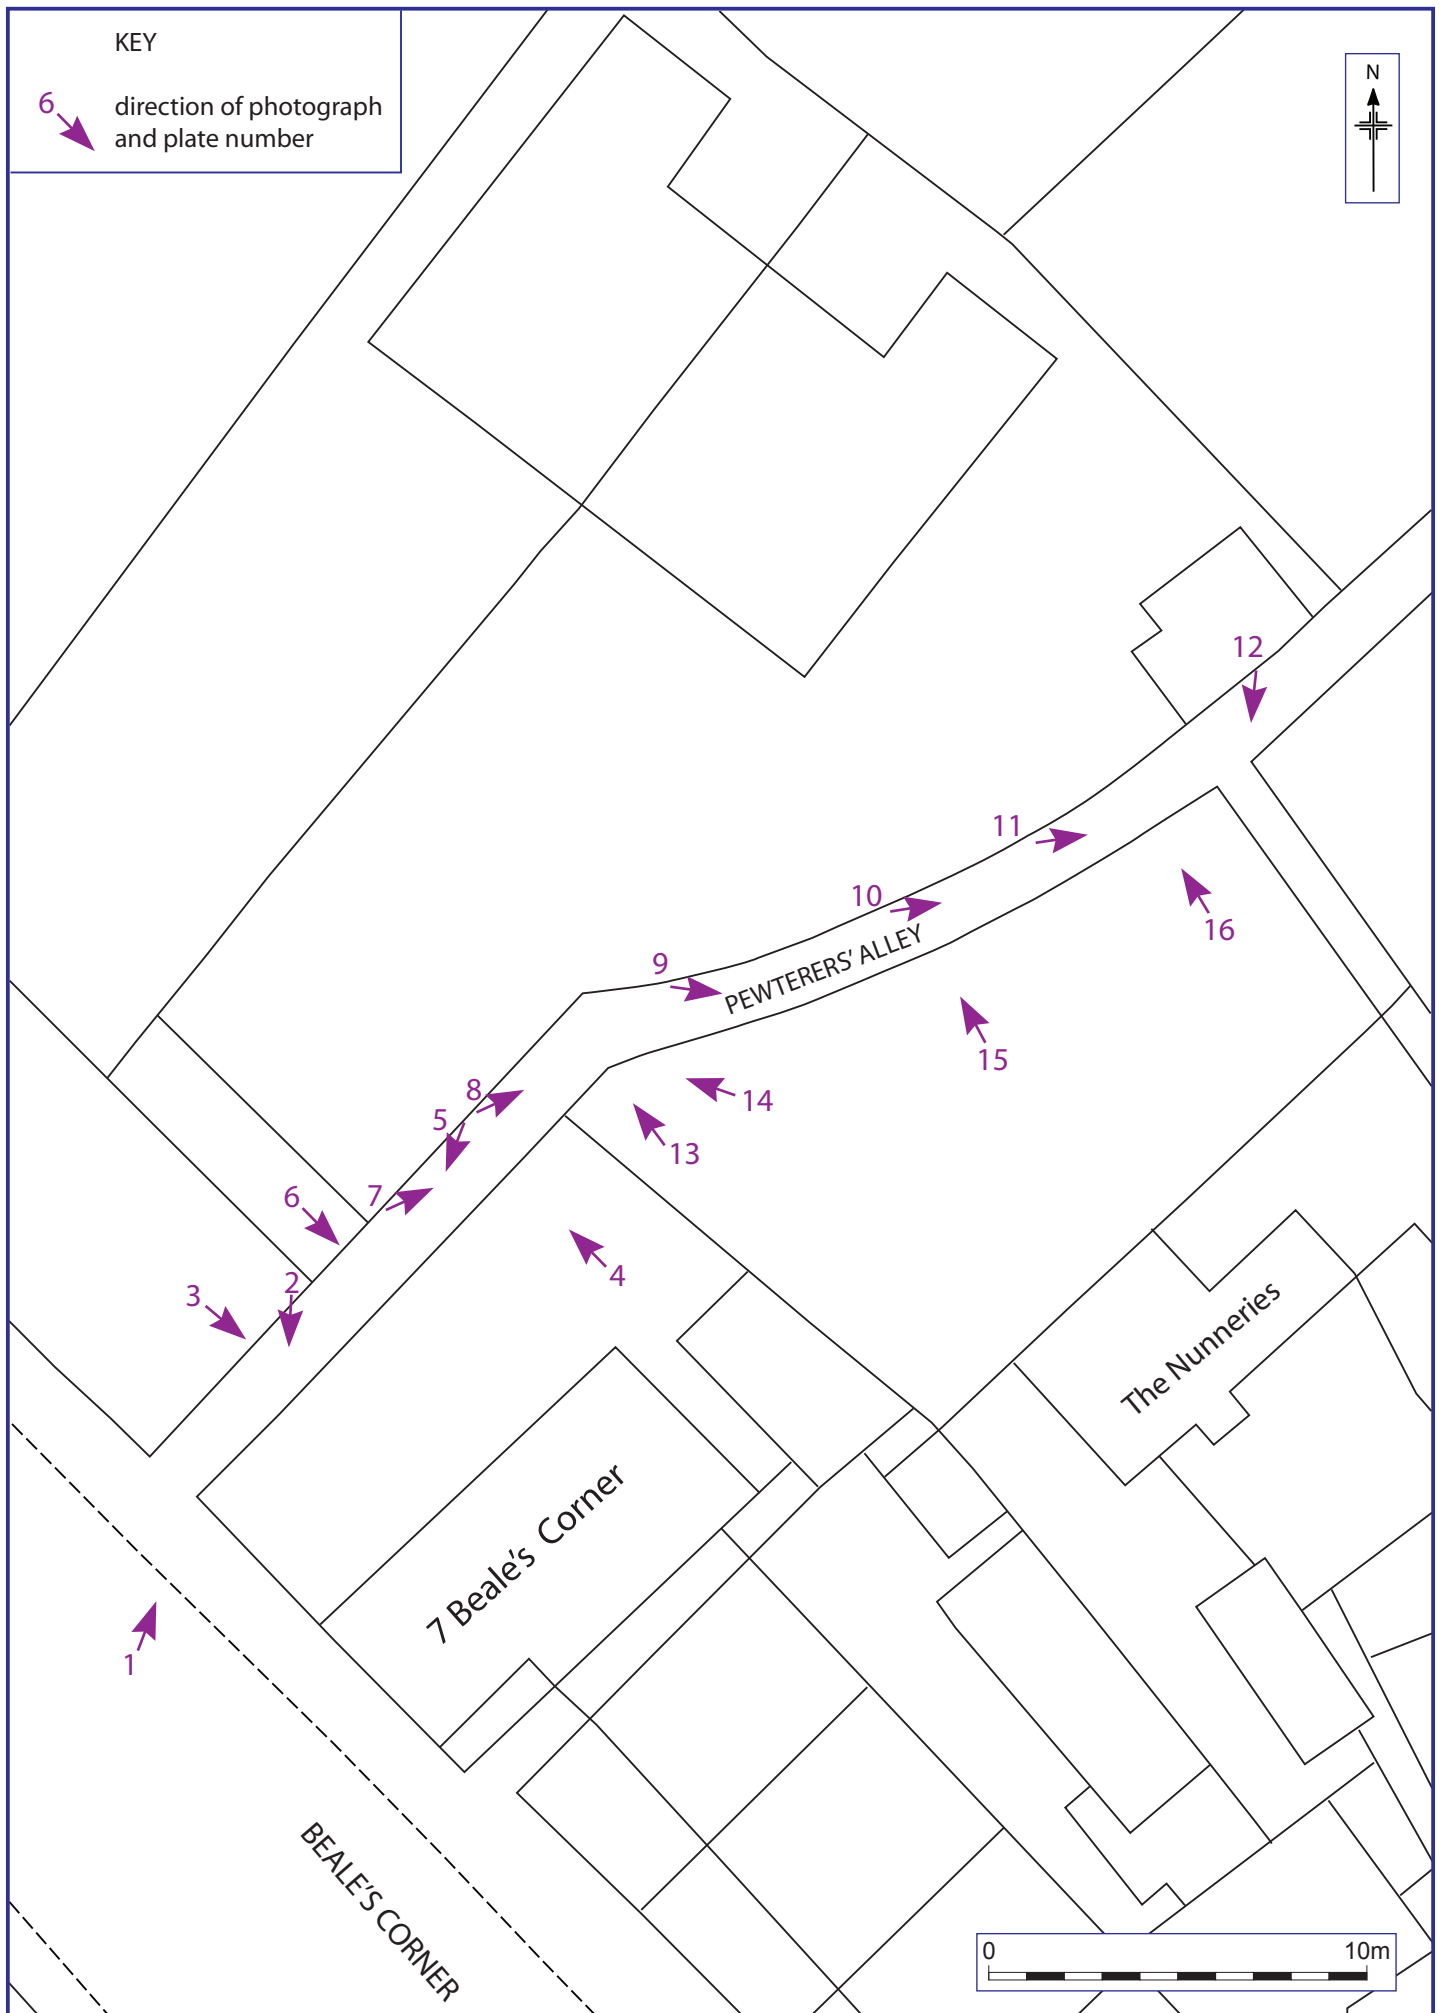 KEY
6
direction of photograph
and plate number
N
12
11
10
16
9
PEWTERERS' ALLEY
15
8
14
5
13
7
6
4
3
2
The Nunneries
7 Beale's Corner
1
BEALE'S CORNER
0
10m